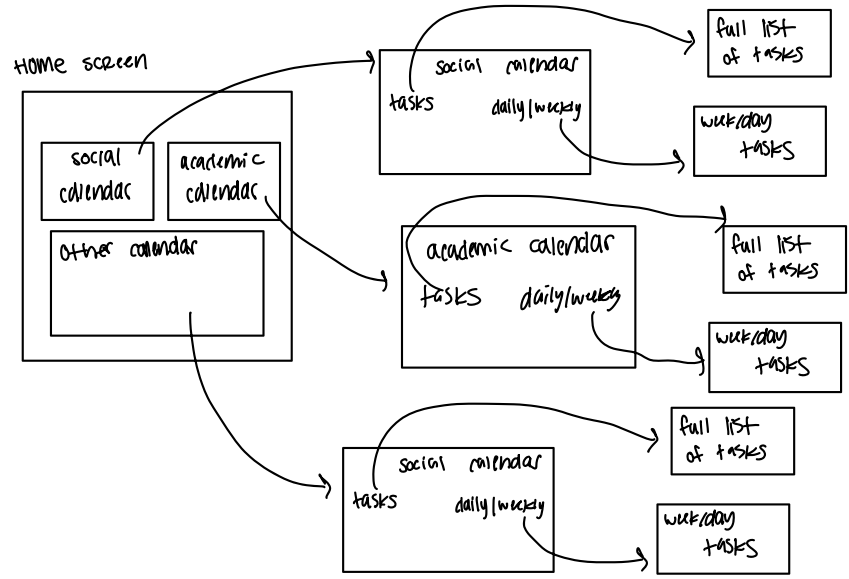 Home screen
social
calendar
academic
calendar
other calendar
social calendar
tasks
daily/weekly
full list
of tasks
week/day
tasks
academic calendar
tasks
daily/weekly
full list
of tasks
week/day
tasks
social calendar
tasks
daily/weekly
full list
of tasks
week/day
tasks